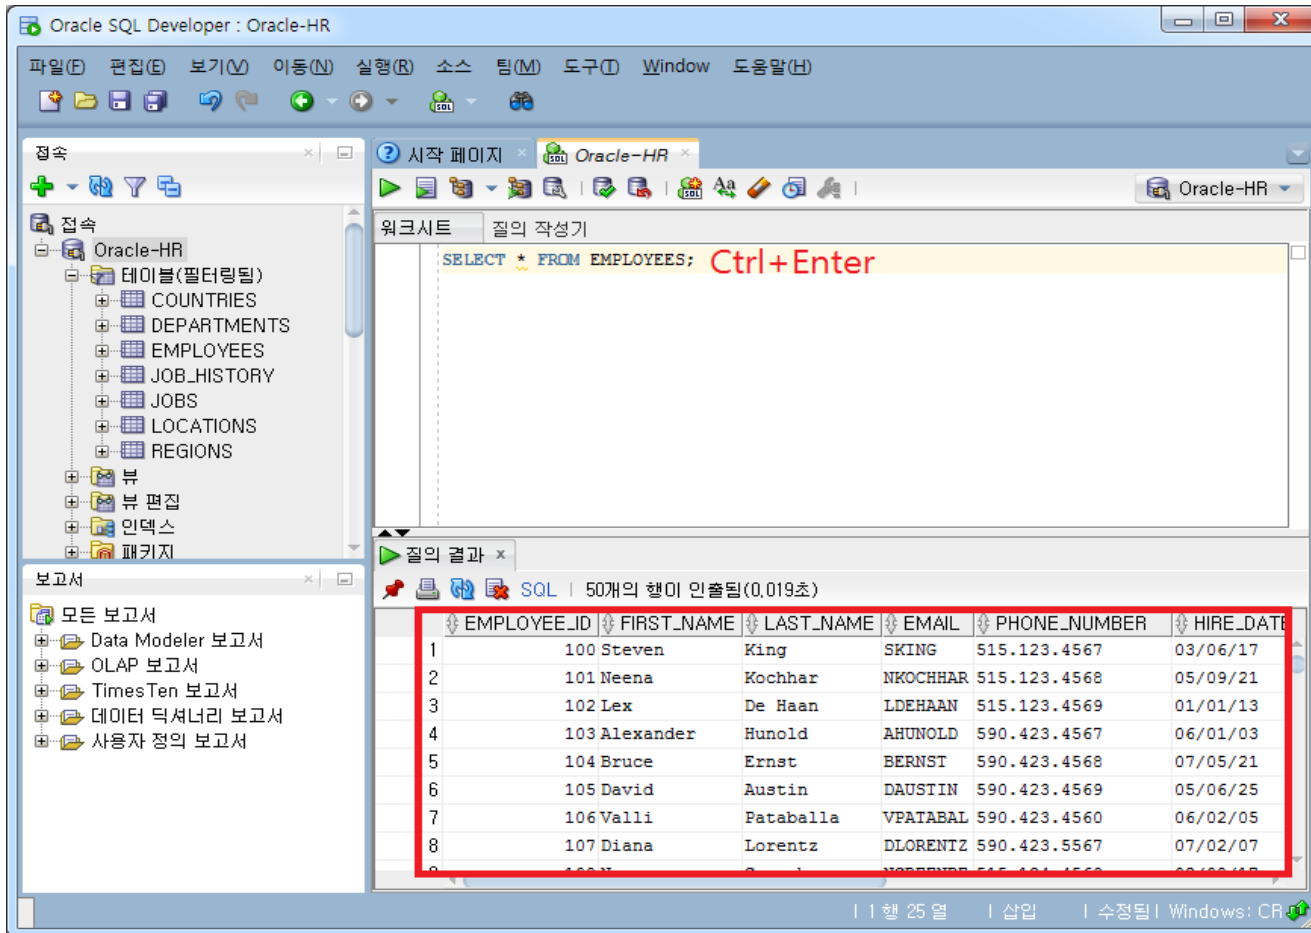 Oracle SQL Developer : Oracle-HR
파일(F) 편집(E) 보기(V) 이동(N) 실행(R) 소스 팀(M) 도구(T) Window 도움말(H)
접속
시작 페이지 Oracle-HR
Oracle-HR
접속
Oracle-HR
테이블(필터링됨)
COUNTRIES
DEPARTMENTS
EMPLOYEES
JOB_HISTORY
JOBS
LOCATIONS
REGIONS
뷰
뷰 편집
인덱스
패키지
워크시트 질의 작성기
SELECT * FROM EMPLOYEES; Ctrl+Enter
보고서
모든 보고서
Data Modeler 보고서
OLAP 보고서
TimesTen 보고서
데이터 딕셔너리 보고서
사용자 정의 보고서
질의 결과
SQL | 50개의 행이 인출됨(0,019초)
EMPLOYEE_ID FIRST_NAME LAST_NAME EMAIL PHONE_NUMBER HIRE_DATE
1 100 Steven King SKING 515.123.4567 03/06/17
2 101 Neena Kochhar NKOCHHAR 515.123.4568 05/09/21
3 102 Lex De Haan LDEHAAN 515.123.4569 01/01/13
4 103 Alexander Hunold AHUNOLD 590.423.4567 06/01/03
5 104 Bruce Ernst BERNST 590.423.4568 07/05/21
6 105 David Austin DAUSTIN 590.423.4569 05/06/25
7 106 Valli Pataballa VPATABAL 590.423.4560 06/02/05
8 107 Diana Lorentz DLORENTZ 590.423.5567 07/02/07
| 1 행 25 열 | 삽입 | 수정됨 | Windows: CR